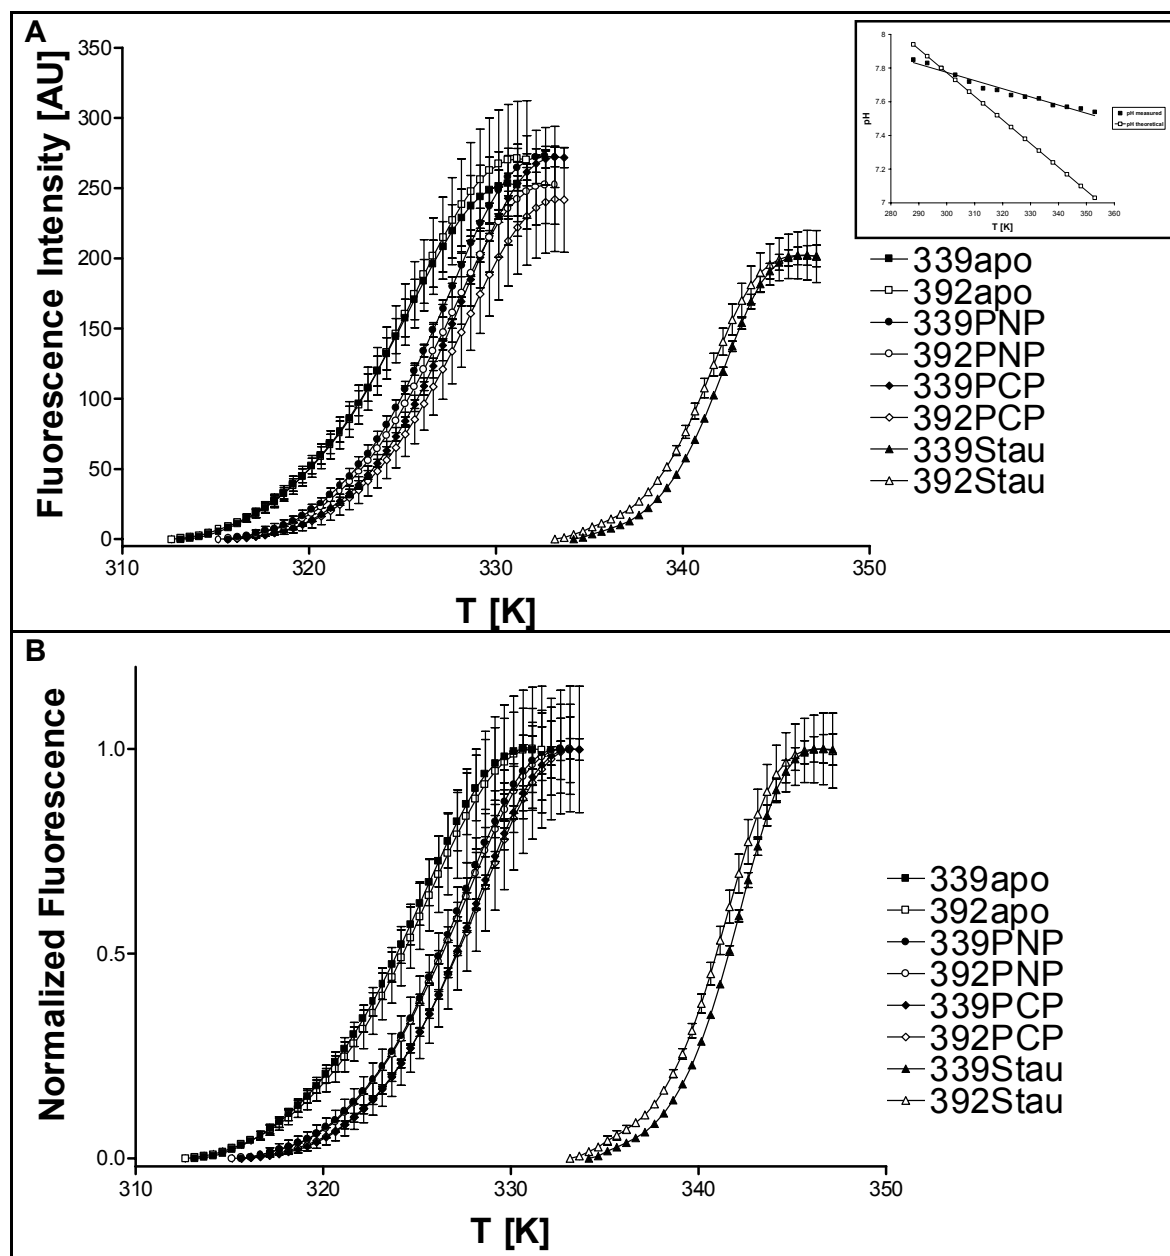 A
Fluorescence Intensity [AU]
350
300
250
200
150
100
50
0
310
320
330
340
350
T [K]
8
7.8
7.6
7.4
7.2
7
pH
280
290
300
310
320
330
340
350
360
T [K]
pH measured
pH theoretical
339apo
392apo
339PNP
392PNP
339PCP
392PCP
339Stau
392Stau
B
Normalized Fluorescence
1.0
0.5
0.0
310
320
330
340
350
T [K]
339apo
392apo
339PNP
392PNP
339PCP
392PCP
339Stau
392Stau